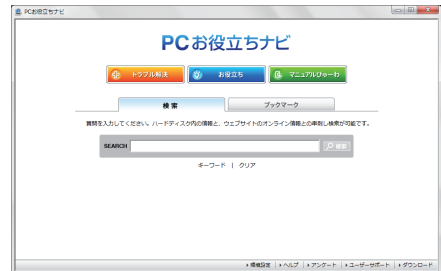 PCお役立ちナビ
PCお役立ちナビ
トラブル解決 お役立ち マニュアルびゅーわ
検索 ブックマーク
質問を入力してください。ハードディスク内の情報と、ウェブサイトのオンライン情報との串刺し検索が可能です。
SEARCH 検索
キーワード | クリア
環境設定 | ヘルプ | アンケート | ユーザーサポート | ダウンロード